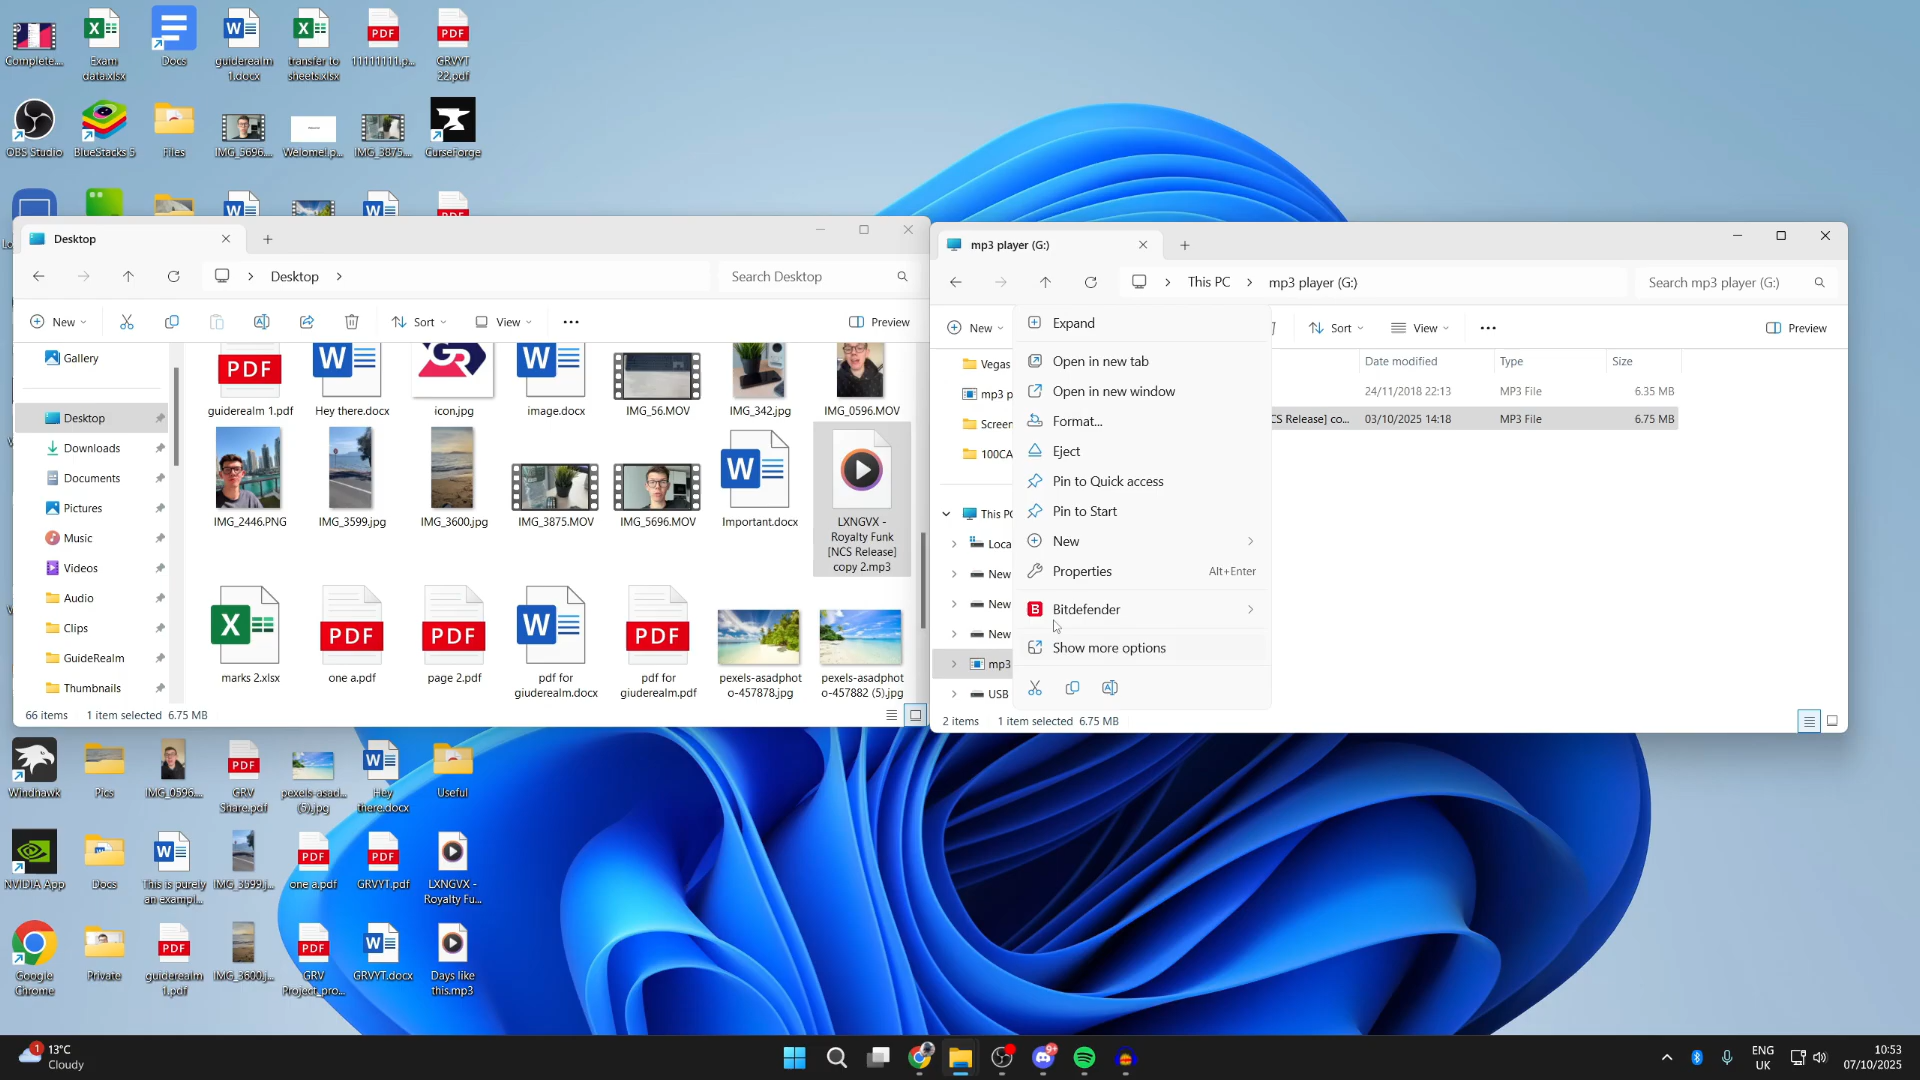 Complete...
Exam
data.xlsx
Docs
guiderealm
1.docx
transfer to
sheets.xlsx
11111111.p...
GRVYT
22.pdf
OBS Studio
BlueStacks 5
Files
IMG_5696....
Welome!.p...
IMG_3875....
CurseForge
Desktop
Desktop
Search Desktop
New
Sort
View
Preview
Gallery
Desktop
Downloads
Documents
Pictures
Music
Videos
Audio
Clips
GuideRealm
Thumbnails
guiderealm 1.pdf
Hey there.docx
icon.jpg
image.docx
IMG_56.MOV
IMG_342.jpg
IMG_0596.MOV
IMG_2446.PNG
IMG_3599.jpg
IMG_3600.jpg
IMG_3875.MOV
IMG_5696.MOV
Important.docx
LXNGVX -
Royalty Funk
[NCS Release]
copy 2.mp3
marks 2.xlsx
one a.pdf
page 2.pdf
pdf for
giuderealm.docx
pdf for
giuderealm.pdf
pexels-asadphot
o-457878.jpg
pexels-asadphot
o-457882 (5).jpg
66 items
1 item selected 6.75 MB
mp3 player (G:)
This PC
mp3 player (G:)
Search mp3 player (G:)
New
Sort
View
Preview
Date modified
Type
Size
24/11/2018 22:13
MP3 File
6.35 MB
CS Release] co...
03/10/2025 14:18
MP3 File
6.75 MB
Vegas
mp3 p
Screen
100CA
This PC
Loca
New
New
New
mp3
USB
Expand
Open in new tab
Open in new window
Format...
Eject
Pin to Quick access
Pin to Start
New
Properties
Alt+Enter
Bitdefender
Show more options
2 items
1 item selected 6.75 MB
Windhawk
Pics
IMG_0596....
GRV
Share.pdf
pexels-asad...
(5).jpg
Hey
there.docx
Useful
NVIDIA App
Docs
This is purely
an exampl...
IMG_3599.j...
one a.pdf
GRVYT.pdf
LXNGVX -
Royalty Fu...
Google
Chrome
Private
guiderealm
1.pdf
IMG_3600.j...
GRV
Project_pro...
GRVYT.docx
Days like
this.mp3
1
13°C
Cloudy
9+
ENG
UK
10:53
07/10/2025